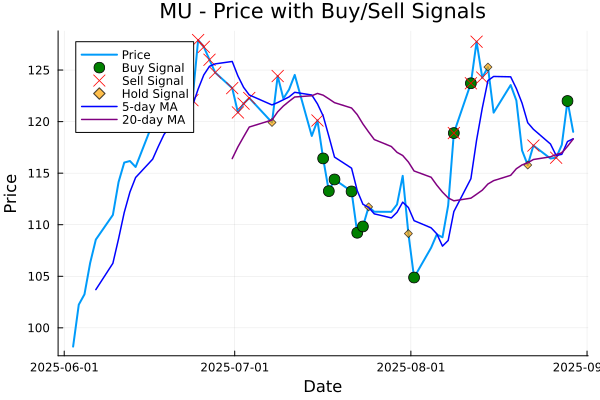 MU - Price with Buy/Sell Signals
Price
Buy Signal
Sell Signal
Hold Signal
5-day MA
20-day MA
125
120
115
110
105
100
Price
2025-06-01
2025-07-01
2025-08-01
2025-09
Date